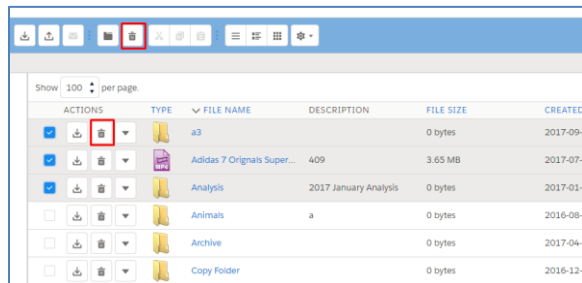 Show 100 per page.
ACTIONS TYPE FILE NAME DESCRIPTION FILE SIZE CREATED
a3 0 bytes 2017-09-
MP4 Adidas 7 Orignals Super... 409 3.65 MB 2017-07-
Analysis 2017 January Analysis 0 bytes 2017-01-
Animals a 0 bytes 2016-08-
Archive 0 bytes 2017-04-
Copy Folder 0 bytes 2016-12-